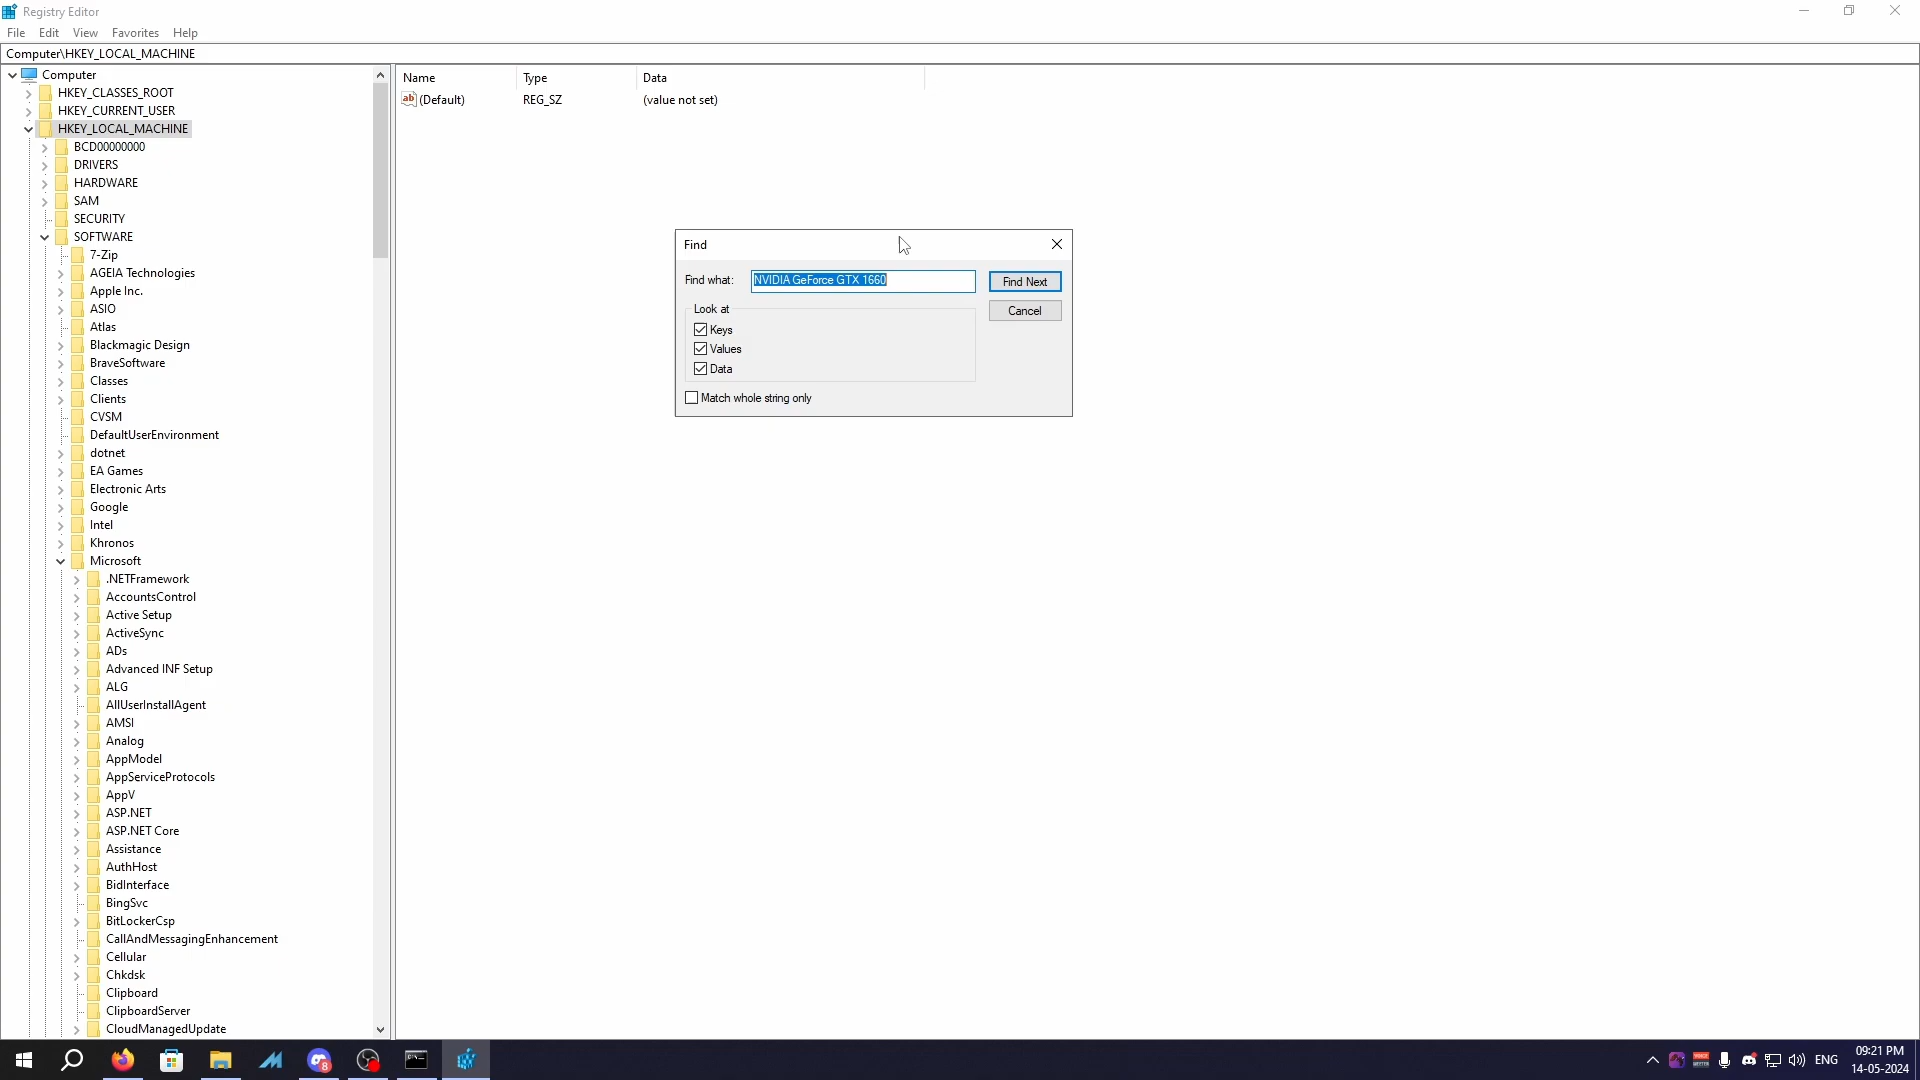 Registry Editor
File Edit View Favorites Help
Computer\HKEY_LOCAL_MACHINE
Computer
HKEY_CLASSES_ROOT
HKEY_CURRENT_USER
HKEY_LOCAL_MACHINE
BCD00000000
DRIVERS
HARDWARE
SAM
SECURITY
SOFTWARE
7-Zip
AGEIA Technologies
Apple Inc.
ASIO
Atlas
Blackmagic Design
BraveSoftware
Classes
Clients
CVSM
DefaultUserEnvironment
dotnet
EA Games
Electronic Arts
Google
Intel
Khronos
Microsoft
.NETFramework
AccountsControl
Active Setup
ActiveSync
ADs
Advanced INF Setup
ALG
AllUserInstallAgent
AMSI
Analog
AppModel
AppServiceProtocols
AppV
ASP.NET
ASP.NET Core
Assistance
AuthHost
BidInterface
BingSvc
BitLockerCsp
CallAndMessagingEnhancement
Cellular
Chkdsk
Clipboard
ClipboardServer
CloudManagedUpdate
Name Type Data
ab (Default) REG_SZ (value not set)
Find
Find what: NVIDIA GeForce GTX 1660 Find Next
Look at Cancel
Keys
Values
Data
Match whole string only
8
ENG
09:21 PM
14-05-2024